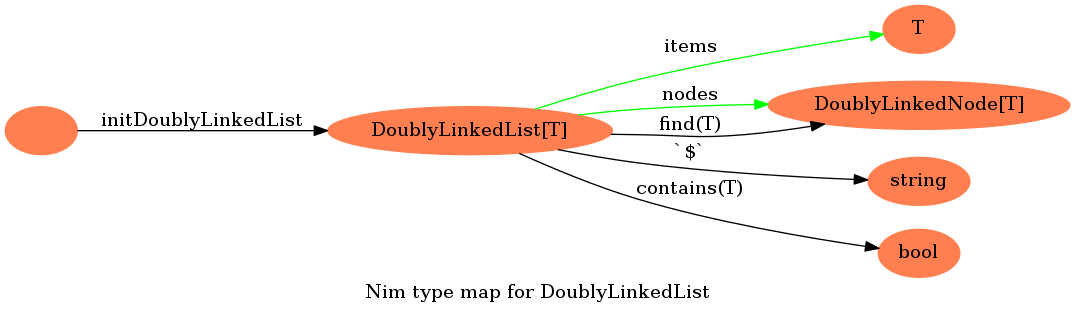 T
items
nodes
DoublyLinkedNode[T]
initDoublyLinkedList
DoublyLinkedList[T]
find(T)
`$`
string
contains(T)
bool
Nim type map for DoublyLinkedList